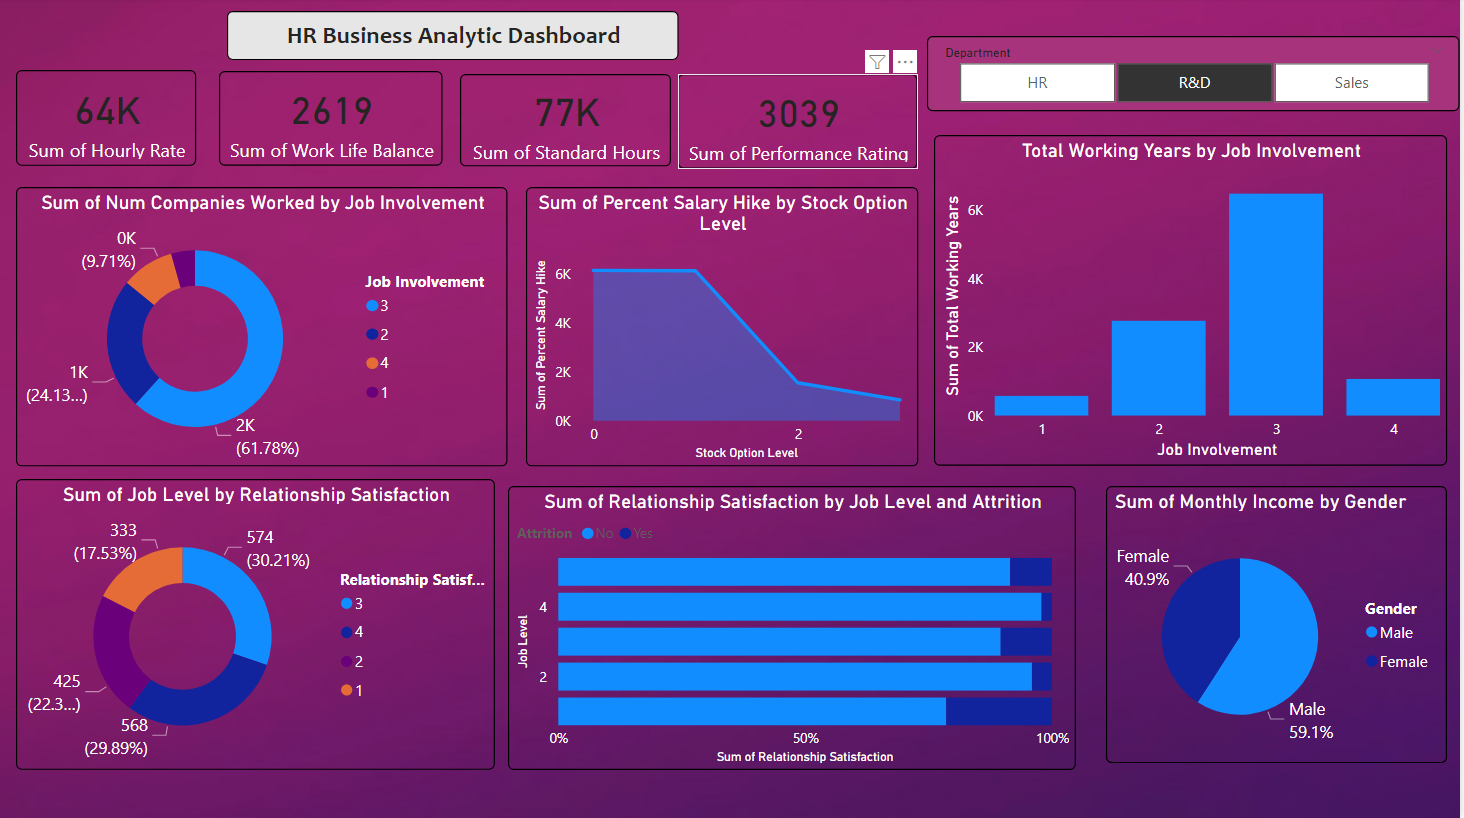 HR Business Analytic Dashboard
Department
HR
R&D
Sales
64K
Sum of Hourly Rate
2619
Sum of Work Life Balance
77K
Sum of Standard Hours
3039
Sum of Performance Rating
Sum of Num Companies Worked by Job Involvement
0K
(9.71%)
1K
(24.13...)
2K
(61.78%)
Job Involvement
3
2
4
1
Sum of Percent Salary Hike by Stock Option
Level
Sum of Percent Salary Hike
6K
4K
2K
0K
0
2
Stock Option Level
Total Working Years by Job Involvement
Sum of Total Working Years
6K
4K
2K
0K
1
2
3
4
Job Involvement
Sum of Job Level by Relationship Satisfaction
333
(17.53%)
574
(30.21%)
425
(22.3...)
568
(29.89%)
Relationship Satisf...
3
4
2
1
Sum of Relationship Satisfaction by Job Level and Attrition
Attrition No Yes
Job Level
4
2
0%
50%
100%
Sum of Relationship Satisfaction
Sum of Monthly Income by Gender
Female
40.9%
Male
59.1%
Gender
Male
Female